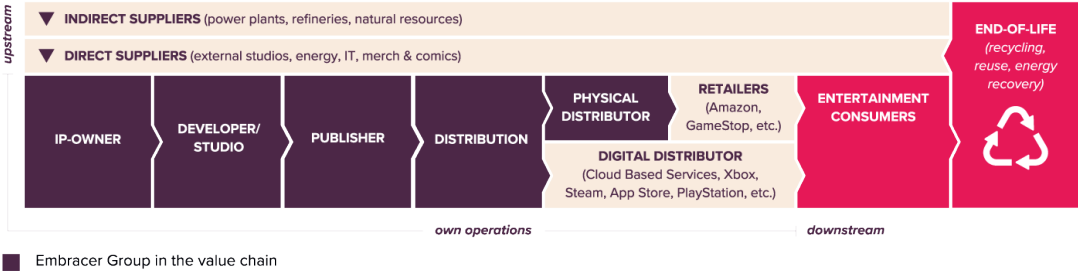 upstream
INDIRECT SUPPLIERS (power plants, refineries, natural resources)
DIRECT SUPPLIERS (external studios, energy, IT, merch & comics)
END-OF-LIFE
(recycling,
reuse, energy
recovery)
IP-OWNER
DEVELOPER/
STUDIO
PUBLISHER
DISTRIBUTION
PHYSICAL
DISTRIBUTOR
RETAILERS
(Amazon,
GameStop, etc.)
DIGITAL DISTRIBUTOR
(Cloud Based Services, Xbox,
Steam, App Store, PlayStation, etc.)
ENTERTAINMENT
CONSUMERS
own operations
downstream
Embracer Group in the value chain